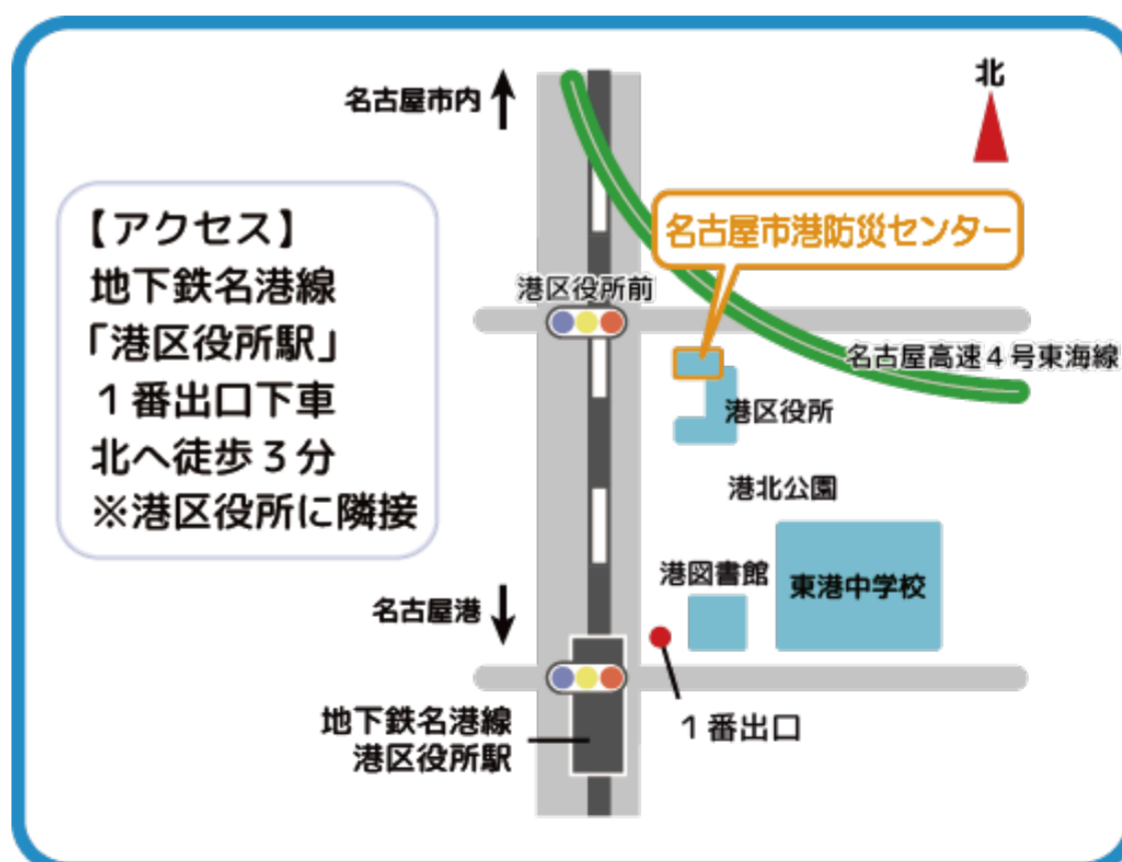 北
名古屋市内
【アクセス】
地下鉄名港線
「港区役所駅」
１番出口下車
北へ徒歩３分
※港区役所に隣接
名古屋市港防災センター
港区役所前
名古屋高速４号東海線
港区役所
港北公園
港図書館
東港中学校
名古屋港
地下鉄名港線
港区役所駅
１番出口